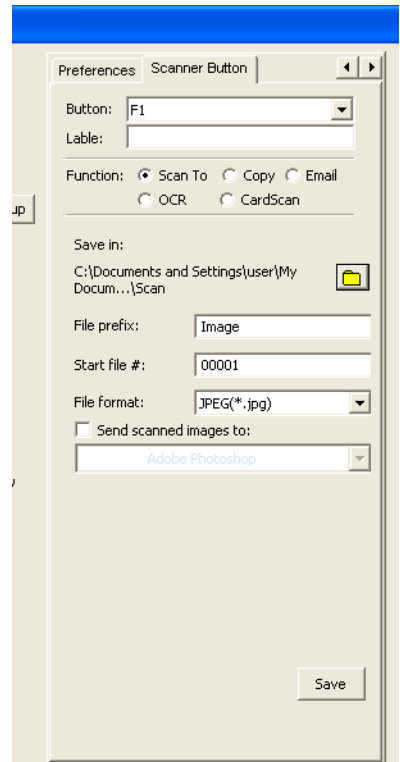 Preferences Scanner Button
Button: F1
Lable:
Function: Scan To Copy Email
OCR CardScan
up
Save in:
C:\Documents and Settings\user\My
Docum...\Scan
File prefix: Image
Start file #: 00001
File format: JPEG(*.jpg)
Send scanned images to:
Adobe Photoshop
Save